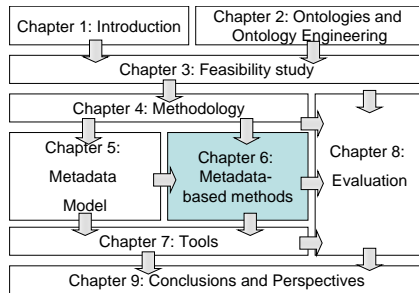 Chapter 1: Introduction
Chapter 2: Ontologies and
Ontology Engineering
Chapter 3: Feasibility study
Chapter 4: Methodology
Chapter 5:
Metadata
Model
Chapter 6:
Metadata-
based methods
Chapter 8:
Evaluation
Chapter 7: Tools
Chapter 9: Conclusions and Perspectives